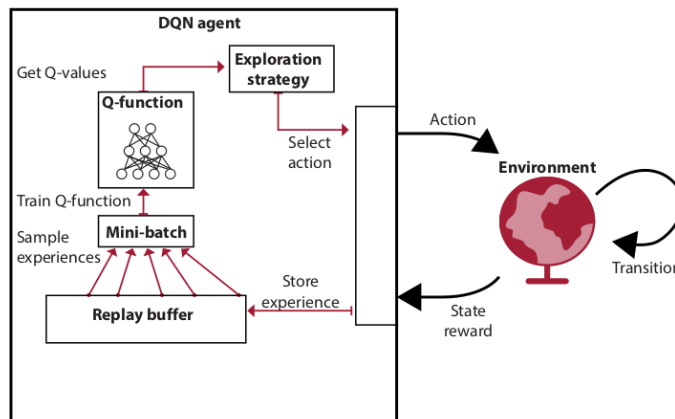 DQN agent
Get Q-values
Exploration
strategy
Q-function
Select
action
Action
Environment
Train Q-function
Mini-batch
Sample
experiences
Transition
Store
experience
Replay buffer
State
reward